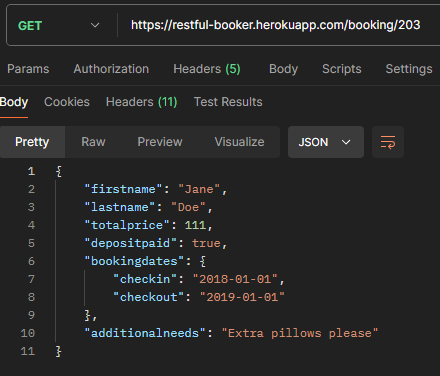 GET https://restful-booker.herokuapp.com/booking/203
Params Authorization Headers (5) Body Scripts Settings
Body Cookies Headers (11) Test Results
Pretty Raw Preview Visualize JSON
1 {
2 "firstname": "Jane",
3 "lastname": "Doe",
4 "totalprice": 111,
5 "depositpaid": true,
6 "bookingdates": {
7 "checkin": "2018-01-01",
8 "checkout": "2019-01-01"
9 },
10 "additionalneeds": "Extra pillows please"
11 }